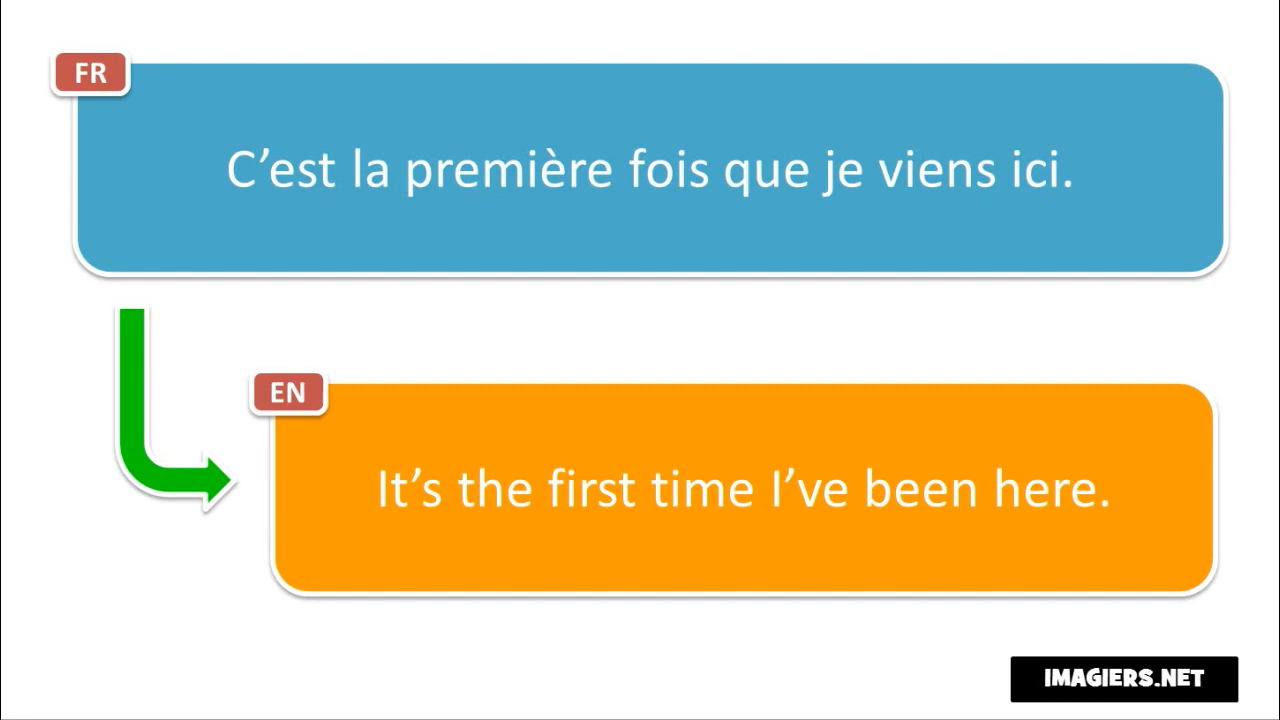 FR
C’est la première fois que je viens ici.
EN
It’s the first time I’ve been here.
IMAGIERS.NET